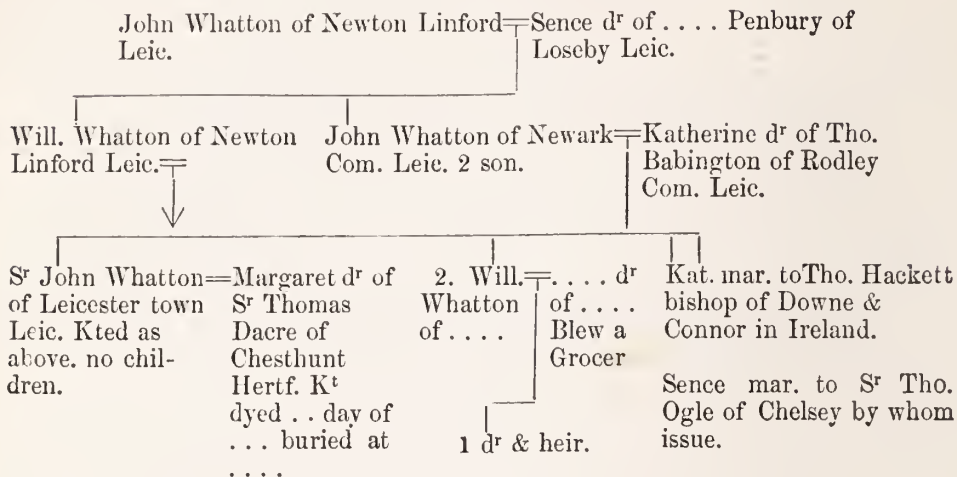 John Whatton of Newton Linford
Leic.
Sence dʳ of . . . . Penbury of
Loseby Leic.
Will. Whatton of Newton
Linford Leic.
John Whatton of Newark
Com. Leic. 2 son.
Katherine dʳ of Tho.
Babington of Rodley
Com. Leic.
Sʳ John Whatton
of Leicester town
Leic. Kted as
above. no chil-
dren.
Margaret dʳ of
Sʳ Thomas
Dacre of
Chesthunt
Hertf. Kᵗ
dyed . . day of
. . . buried at
. . . .
2. Will.
Whatton
of . . . .
. . . . dʳ
of . . . .
Blew a
Grocer
1 dʳ & heir.
Kat. mar. to Tho. Hackett
bishop of Downe &
Connor in Ireland.
Sence mar. to Sʳ Tho.
Ogle of Chelsey by whom
issue.